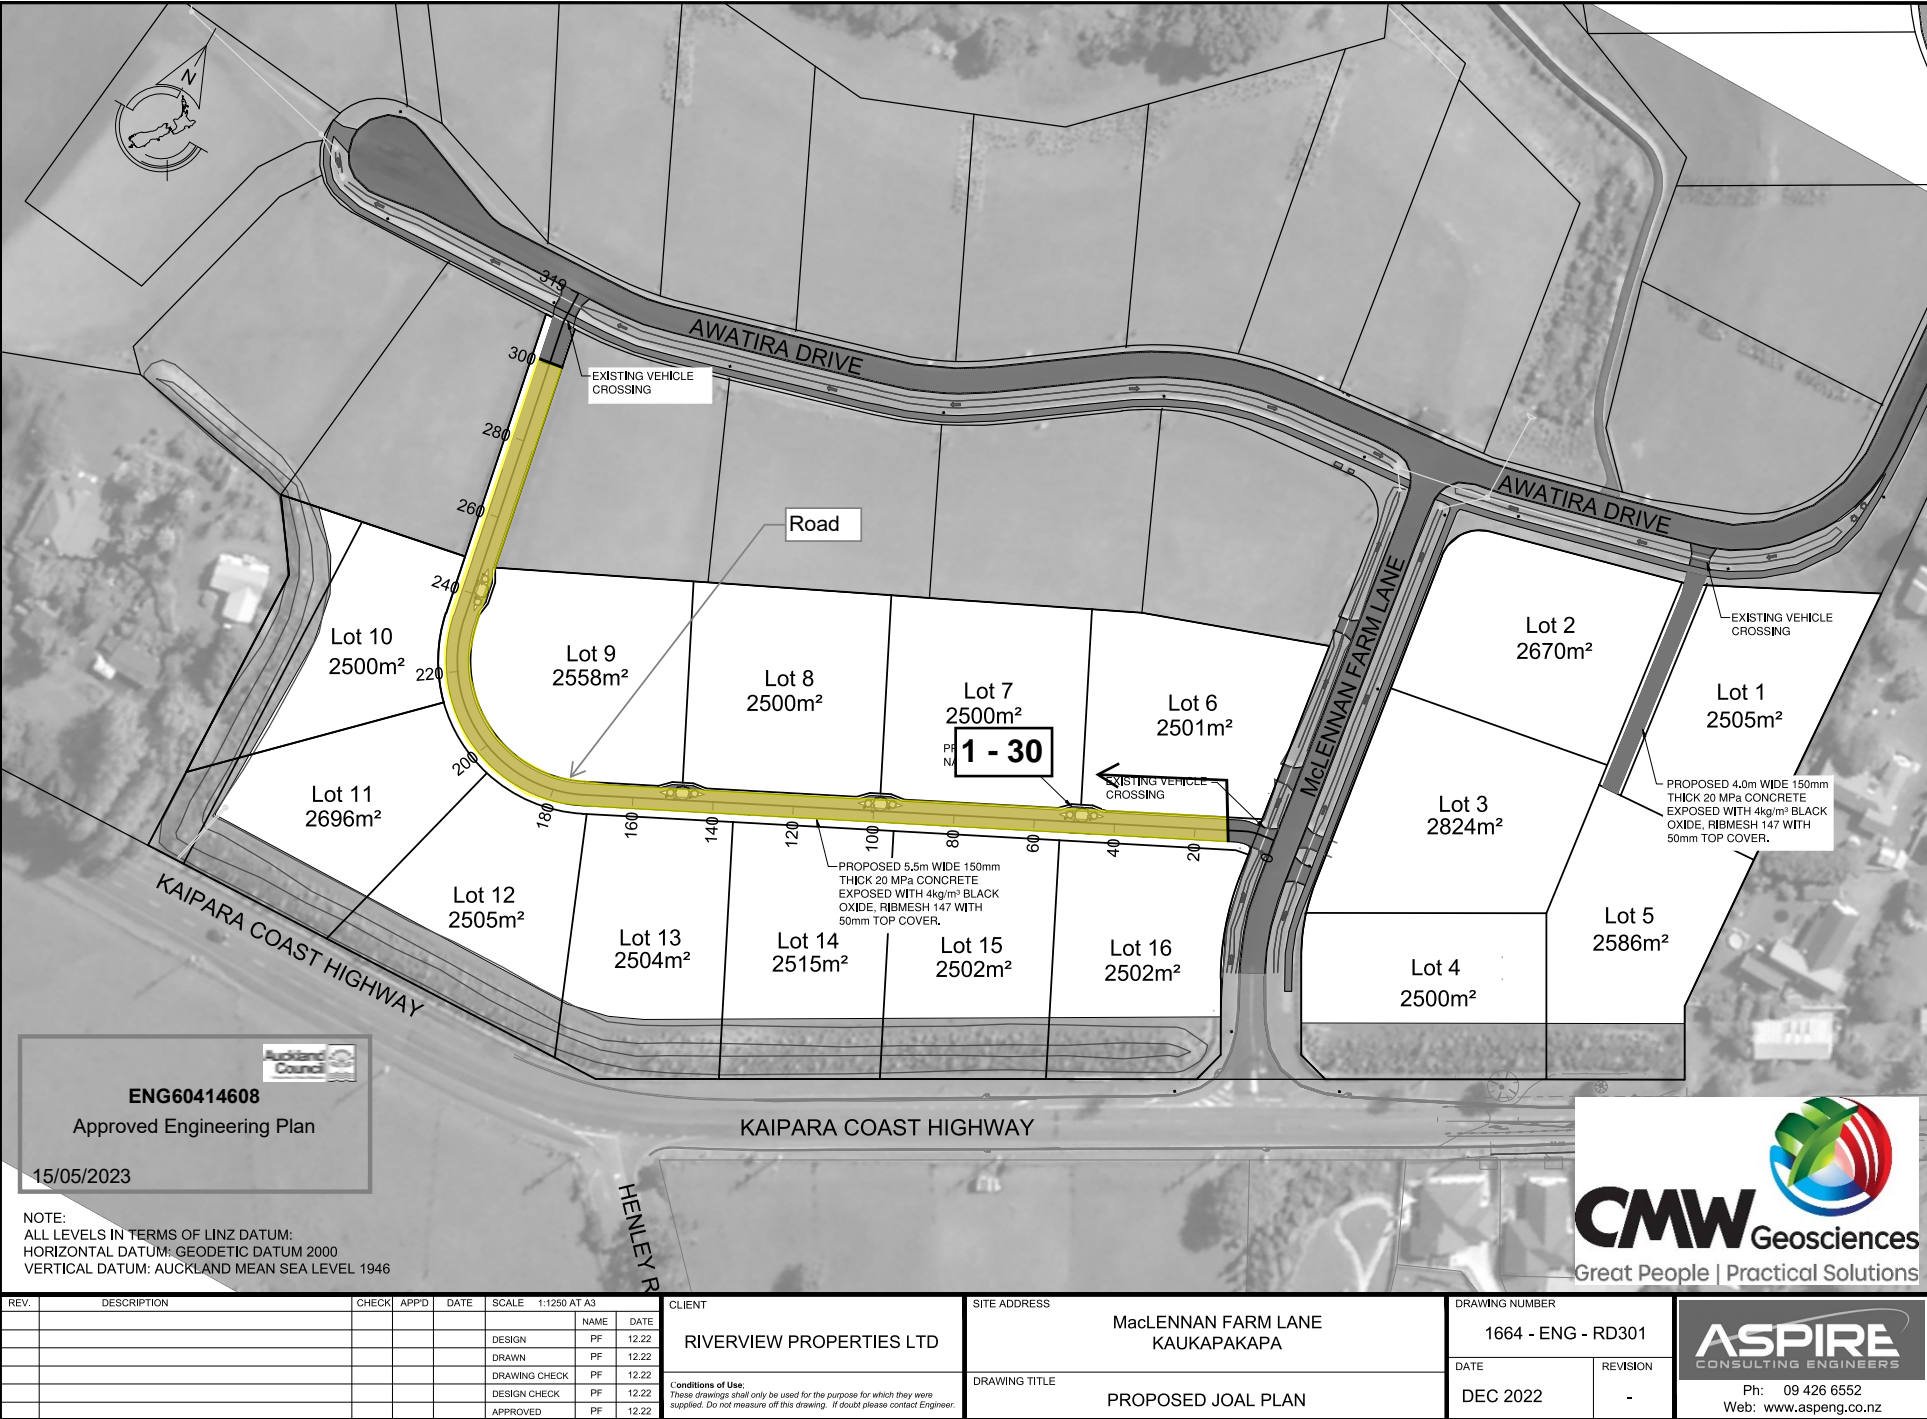 N
319
300
280
260
240
220
200
180
160
140
120
100
80
60
40
20
0
AWATIRA DRIVE
AWATIRA DRIVE
McLENNAN FARM LANE
EXISTING VEHICLE
CROSSING
Road
EXISTING VEHICLE
CROSSING
Lot 10
2500m²
Lot 9
2558m²
Lot 8
2500m²
Lot 7
2500m²
Lot 6
2501m²
Lot 2
2670m²
Lot 1
2505m²
1 - 30
EXISTING VEHICLE
CROSSING
Lot 11
2696m²
Lot 3
2824m²
PROPOSED 4.0m WIDE 150mm
THICK 20 MPa CONCRETE
EXPOSED WITH 4kg/m³ BLACK
OXIDE, RIBMESH 147 WITH
50mm TOP COVER.
PROPOSED 5.5m WIDE 150mm
THICK 20 MPa CONCRETE
EXPOSED WITH 4kg/m³ BLACK
OXIDE, RIBMESH 147 WITH
50mm TOP COVER.
Lot 12
2505m²
Lot 13
2504m²
Lot 14
2515m²
Lot 15
2502m²
Lot 16
2502m²
Lot 4
2500m²
Lot 5
2586m²
KAIPARA COAST HIGHWAY
KAIPARA COAST HIGHWAY
HENLEY R
Auckland
Council
ENG60414608
Approved Engineering Plan
15/05/2023
NOTE:
ALL LEVELS IN TERMS OF LINZ DATUM:
HORIZONTAL DATUM: GEODETIC DATUM 2000
VERTICAL DATUM: AUCKLAND MEAN SEA LEVEL 1946
CMW Geosciences
Great People | Practical Solutions
REV. DESCRIPTION CHECK APP'D DATE SCALE 1:1250 AT A3
NAME DATE
DESIGN PF 12.22
DRAWN PF 12.22
DRAWING CHECK PF 12.22
DESIGN CHECK PF 12.22
APPROVED PF 12.22
CLIENT
RIVERVIEW PROPERTIES LTD
Conditions of Use;
These drawings shall only be used for the purpose for which they were
supplied. Do not measure off this drawing. If doubt please contact Engineer.
SITE ADDRESS
MacLENNAN FARM LANE
KAUKAPAKAPA
DRAWING TITLE
PROPOSED JOAL PLAN
DRAWING NUMBER
1664 - ENG - RD301
DATE
DEC 2022
REVISION
-
ASPIRE
CONSULTING ENGINEERS
Ph: 09 426 6552
Web: www.aspeng.co.nz